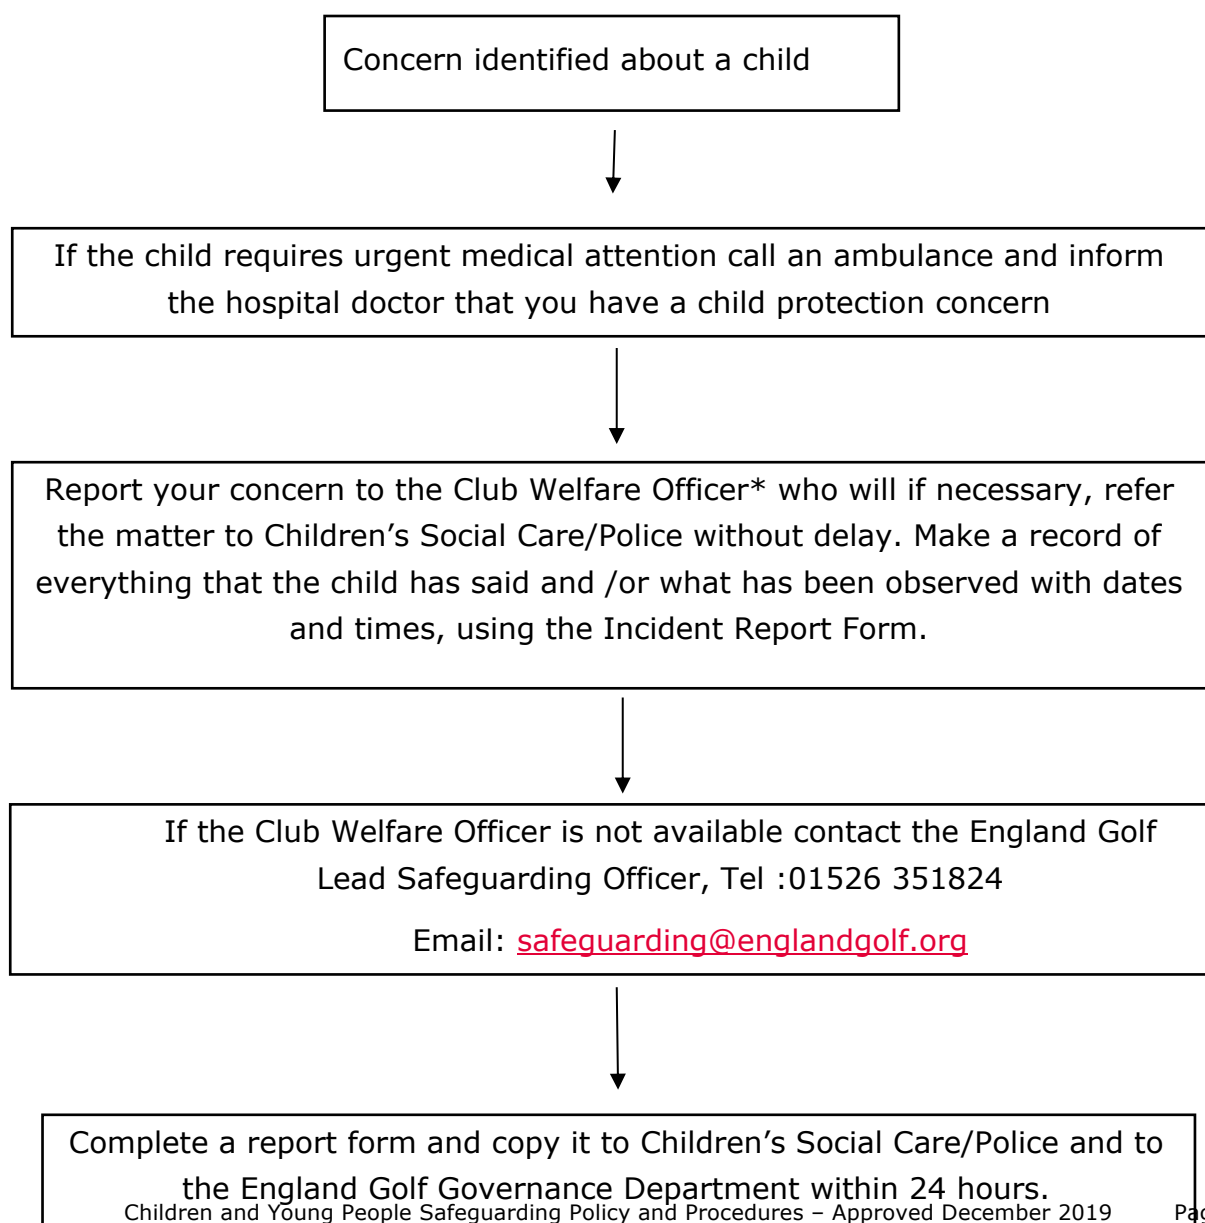 Concern identified about a child
If the child requires urgent medical attention call an ambulance and inform
the hospital doctor that you have a child protection concern
Report your concern to the Club Welfare Officer* who will if necessary, refer
the matter to Children’s Social Care/Police without delay. Make a record of
everything that the child has said and /or what has been observed with dates
and times, using the Incident Report Form.
If the Club Welfare Officer is not available contact the England Golf
Lead Safeguarding Officer, Tel :01526 351824
Email: safeguarding@englandgolf.org
Complete a report form and copy it to Children’s Social Care/Police and to
the England Golf Governance Department within 24 hours.
Children and Young People Safeguarding Policy and Procedures – Approved December 2019